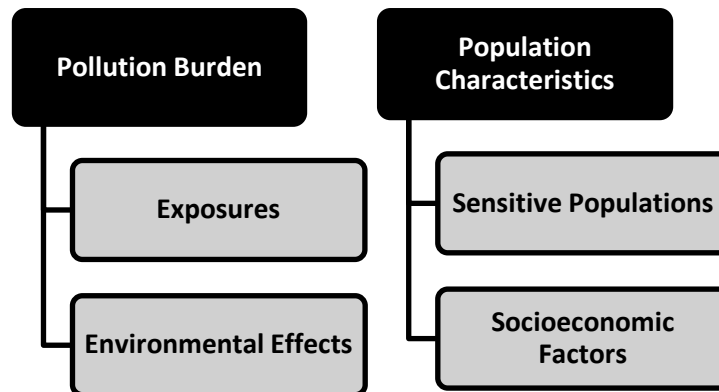 Pollution Burden
Exposures
Environmental Effects
Population
Characteristics
Sensitive Populations
Socioeconomic
Factors